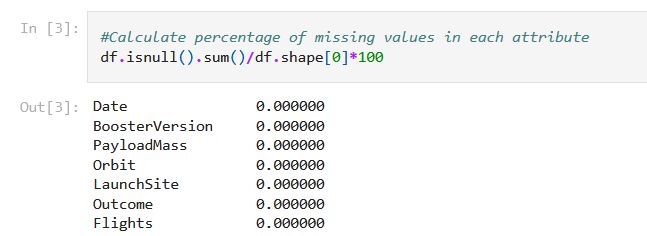 In [3]:
#Calculate percentage of missing values in each attribute
df.isnull().sum()/df.shape[0]*100
Out[3]:
Date 0.000000
BoosterVersion 0.000000
PayloadMass 0.000000
Orbit 0.000000
LaunchSite 0.000000
Outcome 0.000000
Flights 0.000000